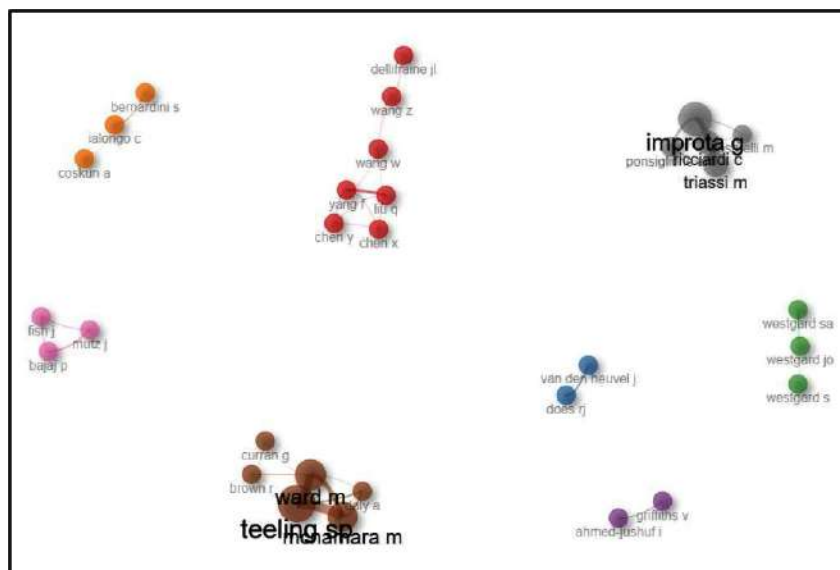 dellifraine jl
bernardini s
wang z
ialongo c
improta g
ricciardi c
wang w
coskun a
triassi m
yang f
liu q
chen y
chen x
fish j
mutz j
bajaj p
westgard sa
westgard jo
westgard s
van den heuvel j
does rj
curran g
brown r
ward m
daly a
teeling sp
mcnamara m
griffiths v
ahmed-jushuf i